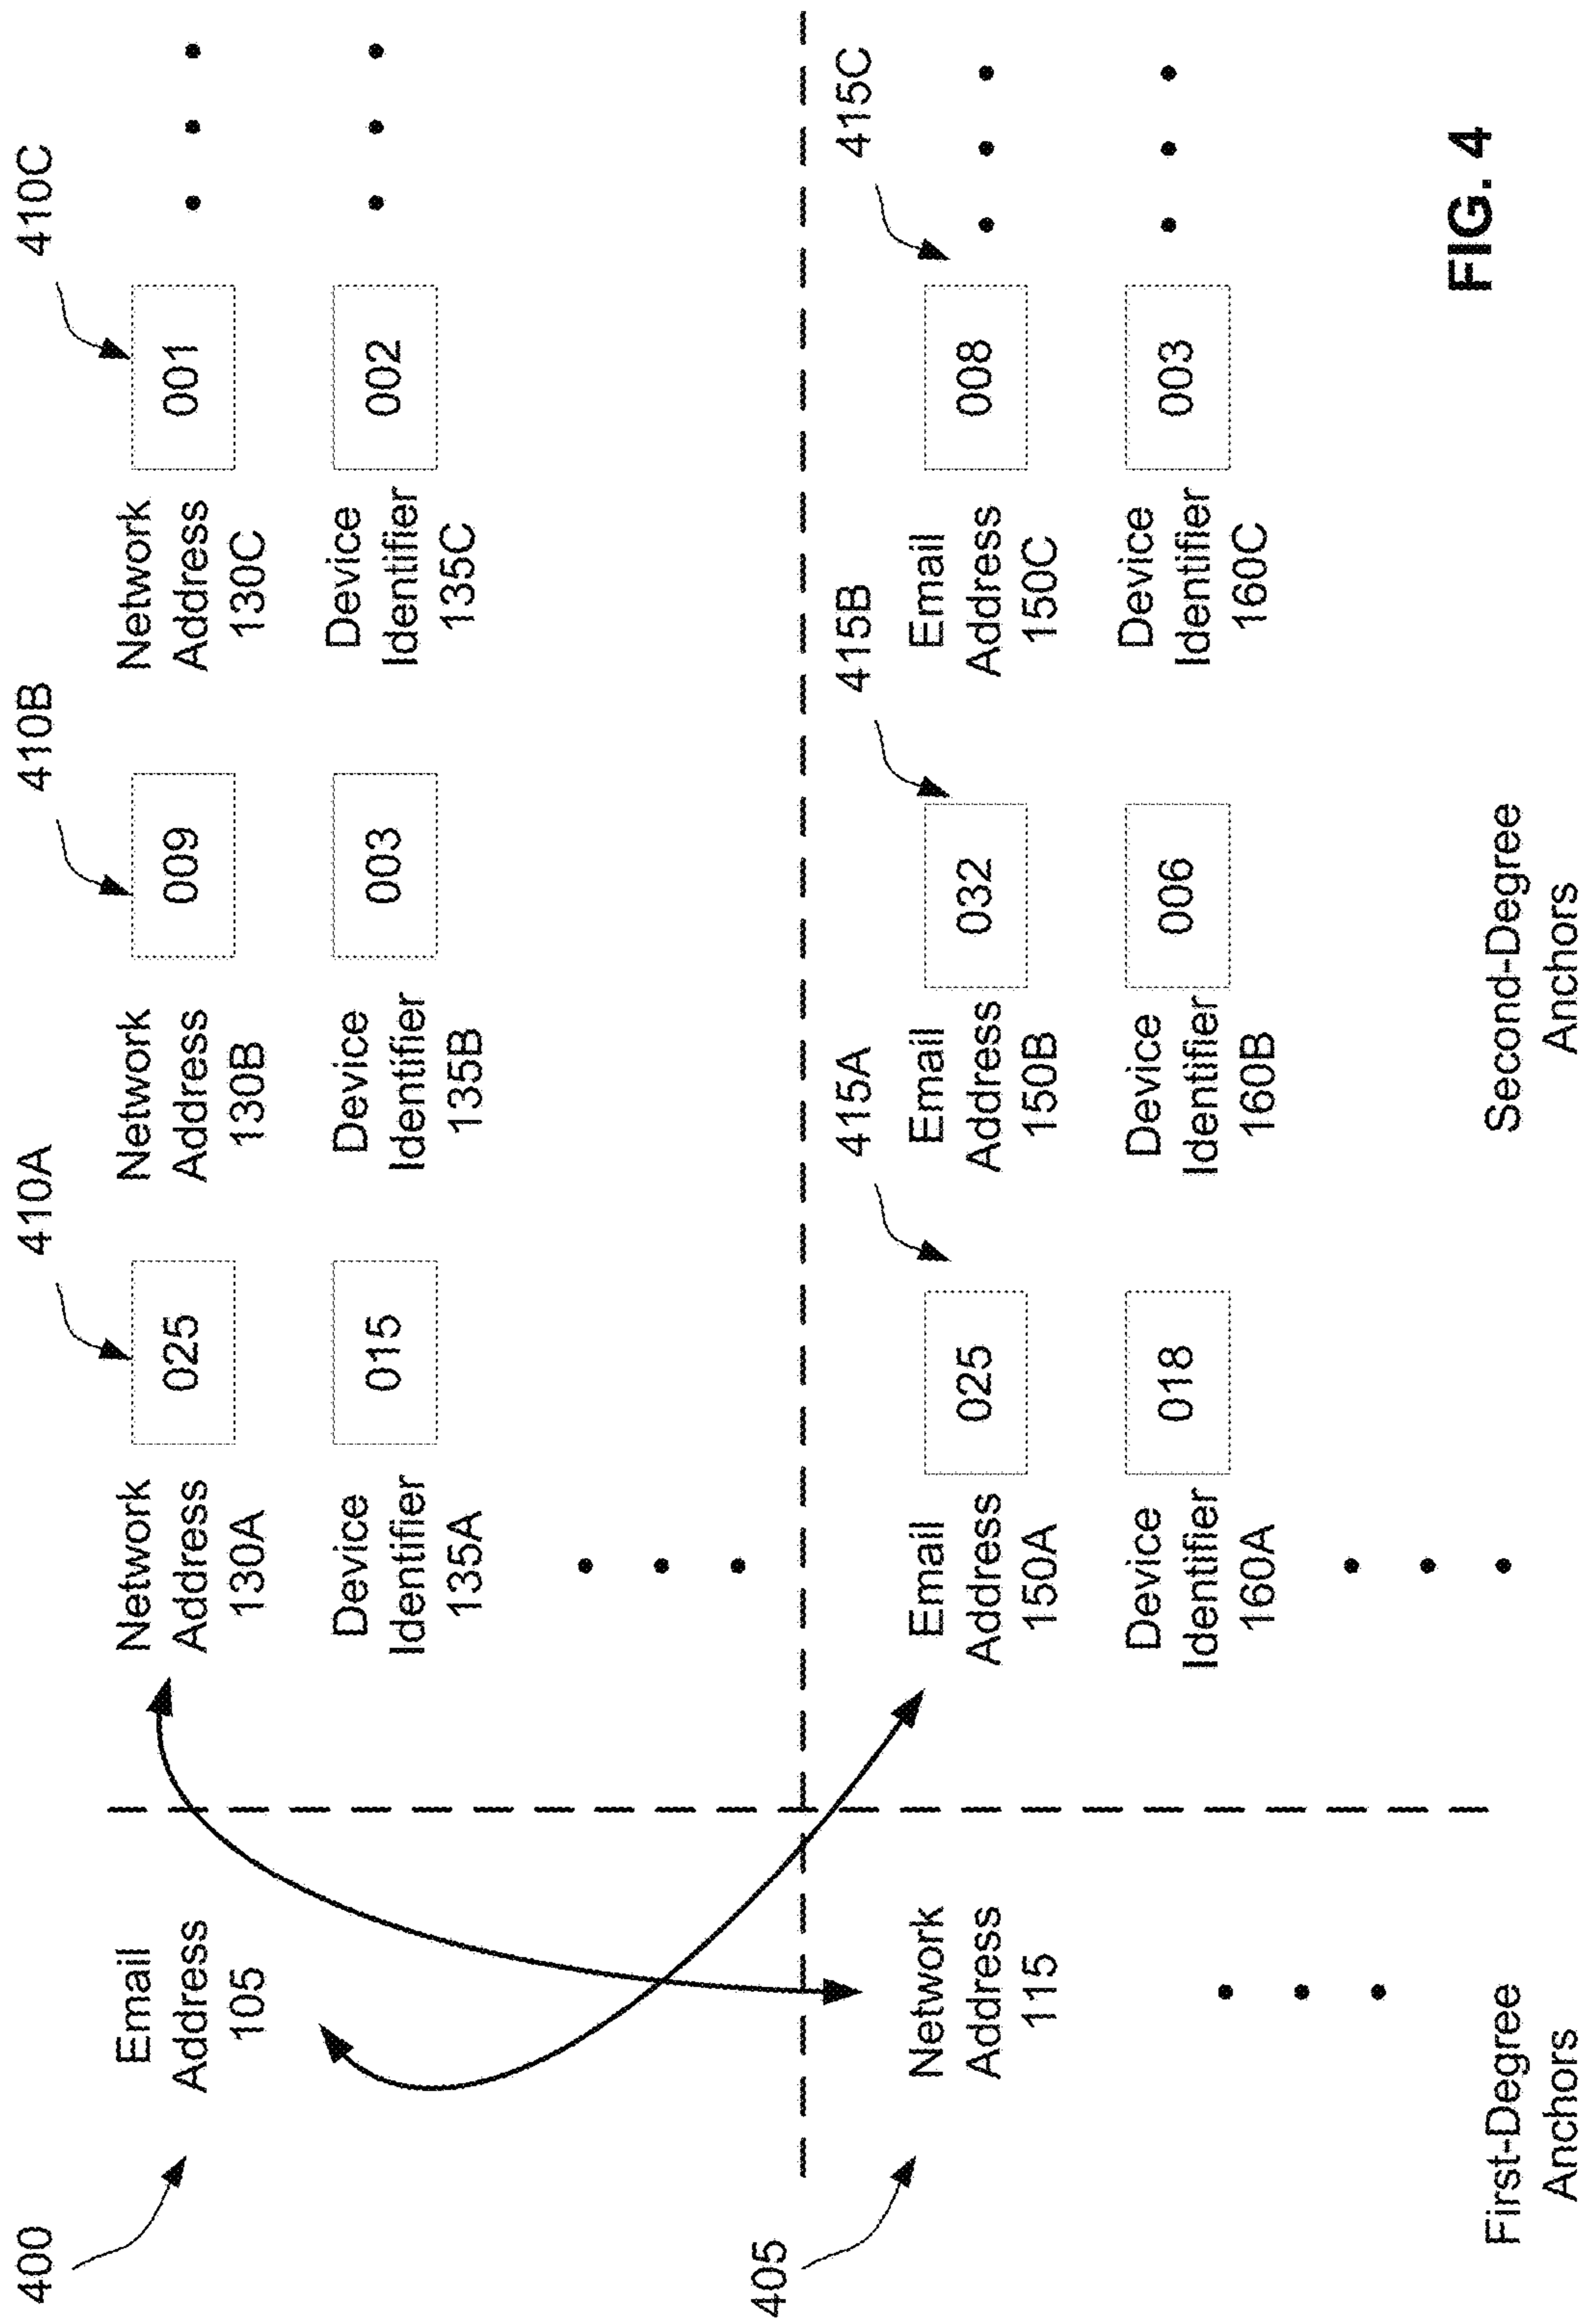 400
Email
Address
105
410A
Network
Address
130A
025
410B
Network
Address
130B
009
410C
Network
Address
130C
001
Device
Identifier
135A
015
Device
Identifier
135B
003
Device
Identifier
135C
002
405
Network
Address
115
415A
Email
Address
150A
025
415B
Email
Address
150B
032
415C
Email
Address
150C
008
Device
Identifier
160A
018
Device
Identifier
160B
006
Device
Identifier
160C
003
First-Degree
Anchors
Second-Degree
Anchors
FIG. 4